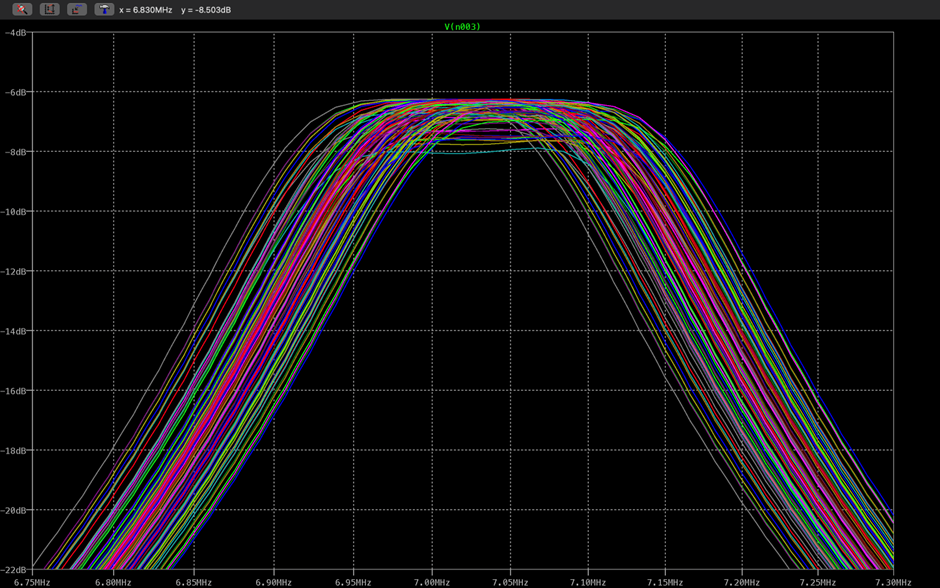 x = 6.830MHz y = -8.503dB
V(n003)
-4dB
-6dB
-8dB
-10dB
-12dB
-14dB
-16dB
-18dB
-20dB
-22dB
6.75MHz 6.80MHz 6.85MHz 6.90MHz 6.95MHz 7.00MHz 7.05MHz 7.10MHz 7.15MHz 7.20MHz 7.25MHz 7.30MHz